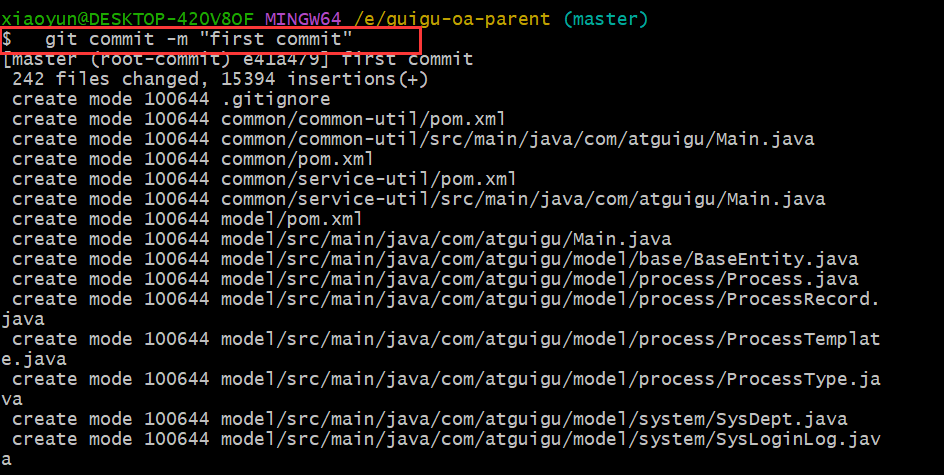 xiaoyun@DESKTOP-42OV8OF MINGW64 /e/guigu-oa-parent (master)
$   git commit -m "first commit"
[master (root-commit) e41a479] first commit
 242 files changed, 15394 insertions(+)
 create mode 100644 .gitignore
 create mode 100644 common/common-util/pom.xml
 create mode 100644 common/common-util/src/main/java/com/atguigu/Main.java
 create mode 100644 common/pom.xml
 create mode 100644 common/service-util/pom.xml
 create mode 100644 common/service-util/src/main/java/com/atguigu/Main.java
 create mode 100644 model/pom.xml
 create mode 100644 model/src/main/java/com/atguigu/Main.java
 create mode 100644 model/src/main/java/com/atguigu/model/base/BaseEntity.java
 create mode 100644 model/src/main/java/com/atguigu/model/process/Process.java
 create mode 100644 model/src/main/java/com/atguigu/model/process/ProcessRecord.
java
 create mode 100644 model/src/main/java/com/atguigu/model/process/ProcessTemplat
e.java
 create mode 100644 model/src/main/java/com/atguigu/model/process/ProcessType.ja
va
 create mode 100644 model/src/main/java/com/atguigu/model/system/SysDept.java
 create mode 100644 model/src/main/java/com/atguigu/model/system/SysLoginLog.jav
a